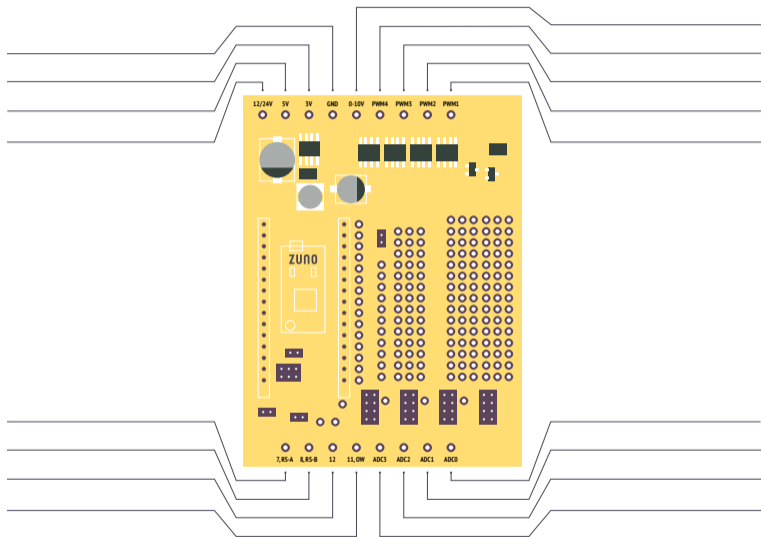 12/24V 5V 3V GND 0-10V PWM4 PWM3 PWM2 PWM1
ZUNO
7, RS-A 8, RS-B 12 11, OW ADC3 ADC2 ADC1 ADC0